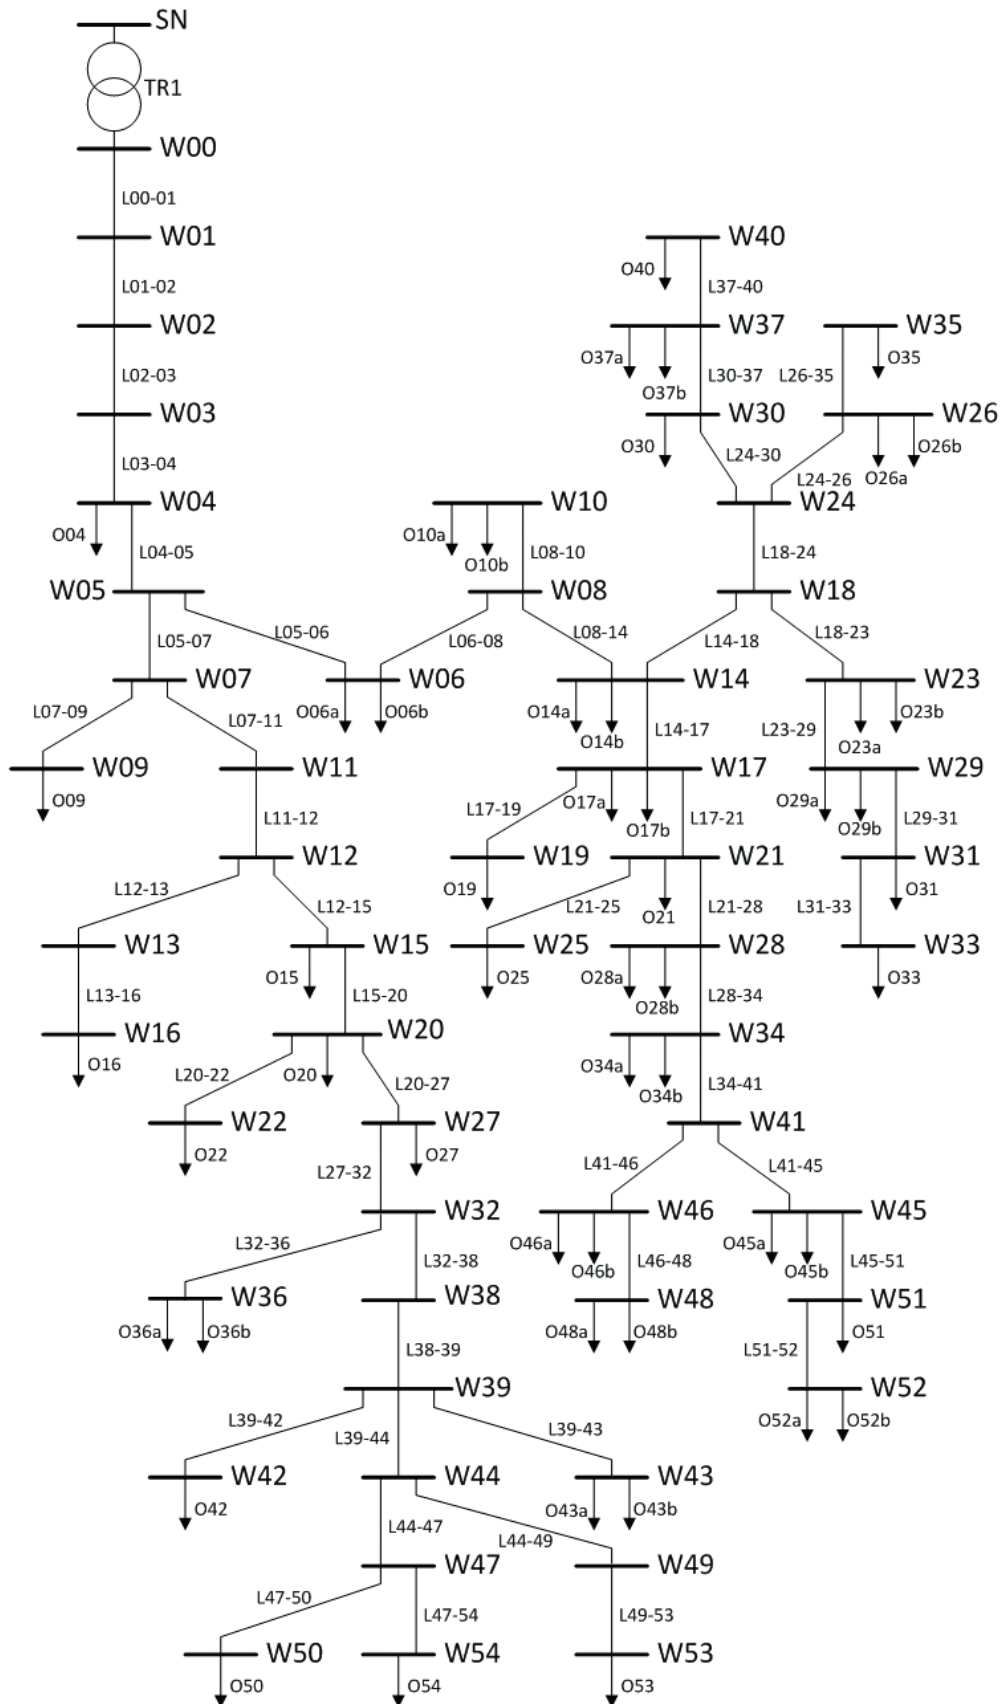 SN
TR1
W00
L00-01
W01
W40
O40
L01-02
L37-40
W02
W37
W35
O37a
O37b
L30-37
L26-35
O35
L02-03
W03
W30
W26
O30
L24-30
O26a
O26b
L03-04
L24-26
W04
W10
W24
O04
L04-05
O10a
O10b
L08-10
L18-24
W05
W08
W18
L05-07
L05-06
L06-08
L08-14
L14-18
L18-23
W07
W06
W14
W23
L07-09
L07-11
O06a
O06b
O14a
O14b
L14-17
L23-29
O23a
O23b
W09
W11
W17
W29
O09
L11-12
L17-19
O17a
O17b
L17-21
O29a
O29b
L29-31
W12
W19
W21
W31
L12-13
L12-15
O19
L21-25
O21
L21-28
L31-33
O31
W13
W15
W25
W28
W33
L13-16
O15
L15-20
O25
O28a
O28b
L28-34
O33
W16
W20
W34
O16
L20-22
O20
L20-27
O34a
O34b
L34-41
W22
W27
W41
O22
L27-32
O27
L41-46
L41-45
W32
W46
W45
L32-36
L32-38
O46a
O46b
L46-48
O45a
O45b
L45-51
W36
W38
W48
W51
O36a
O36b
L38-39
O48a
O48b
L51-52
O51
W39
W52
L39-42
L39-44
L39-43
O52a
O52b
W42
W44
W43
O42
L44-47
L44-49
O43a
O43b
W47
W49
L47-50
L47-54
L49-53
W50
W54
W53
O50
O54
O53